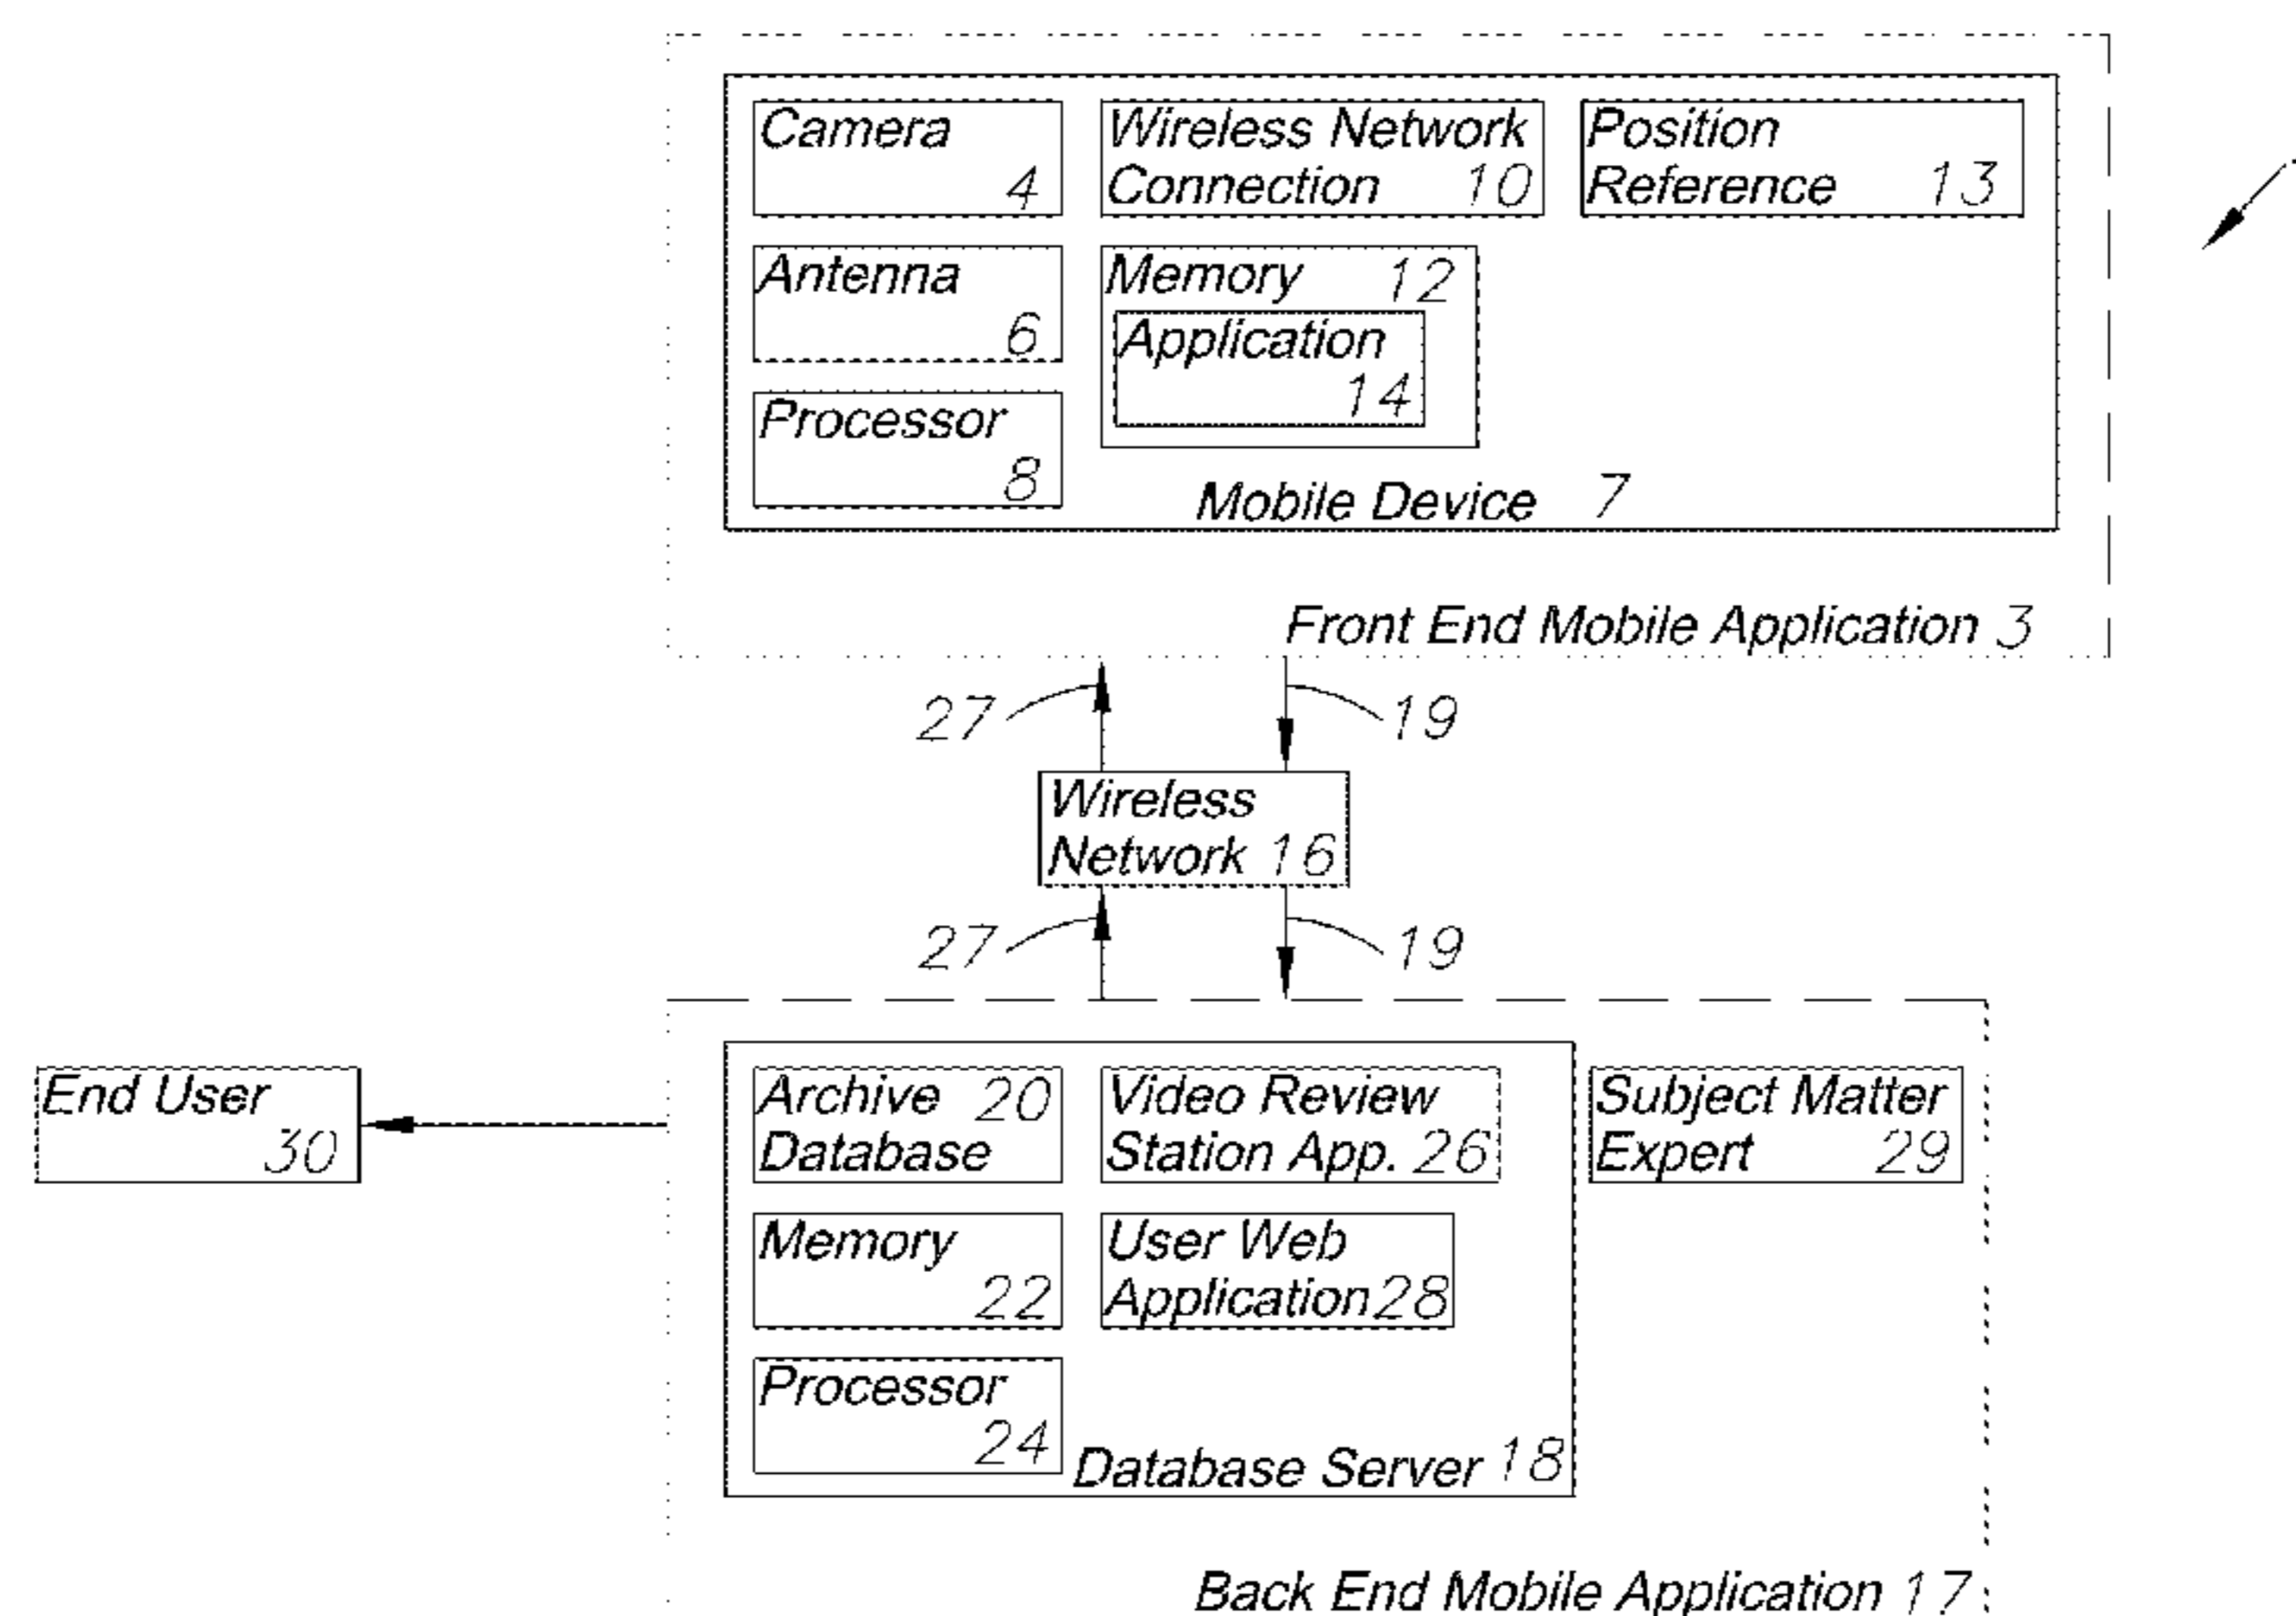 Camera
4
Wireless Network
Connection 10
Position
Reference 13
Antenna
6
Memory 12
Application
14
Processor
8
Mobile Device 7
Front End Mobile Application 3
27
19
Wireless
Network 16
27
19
End User
30
Archive 20
Database
Video Review
Station App. 26
Subject Matter
Expert 29
Memory
22
User Web
Application 28
Processor
24
Database Server 18
Back End Mobile Application 17